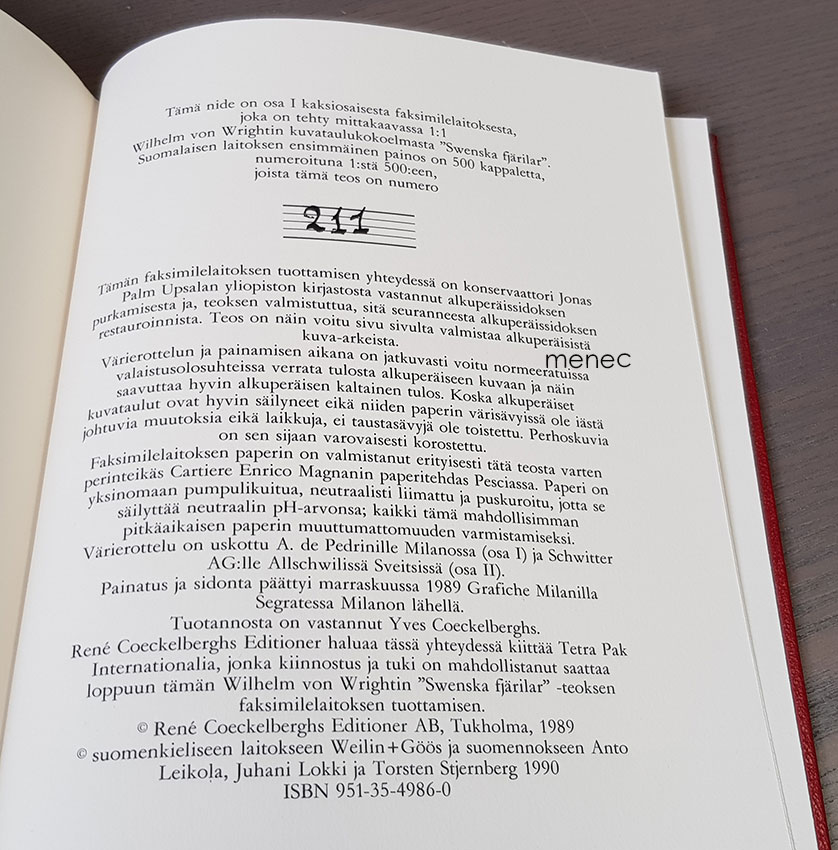 Tämä nide on osa I kaksiosaisesta faksimilelaitoksesta,
joka on tehty mittakaavassa 1:1
Wilhelm von Wrightin kuvataulukokoelmasta ”Swenska fjärilar”.
Suomalaisen laitoksen ensimmäinen painos on 500 kappaletta,
numeroituna 1:stä 500:een,
joista tämä teos on numero
211
Tämän faksimilelaitoksen tuottamisen yhteydessä on konservaattori Jonas
Palm Upsalan yliopiston kirjastosta vastannut alkuperäissidoksen
purkamisesta ja, teoksen valmistuttua, sitä seuranneesta alkuperäissidoksen
restauroinnista. Teos on näin voitu sivu sivulta valmistaa alkuperäisistä
kuva-arkeista.
Värierottelun ja painamisen aikana on jatkuvasti voitu normeeratuissa
menec
valaistusolosuhteissa verrata tulosta alkuperäiseen kuvaan ja näin
saavuttaa hyvin alkuperäisen kaltainen tulos. Koska alkuperäiset
kuvataulut ovat hyvin säilyneet eikä niiden paperin värisävyissä ole iästä
johtuvia muutoksia eikä laikkuja, ei taustasävyjä ole toistettu. Perhoskuvia
on sen sijaan varovaisesti korostettu.
Faksimilelaitoksen paperin on valmistanut erityisesti tätä teosta varten
perinteikäs Cartiere Enrico Magnanin paperitehdas Pesciassa. Paperi on
yksinomaan pumpulikuitua, neutraalisti liimattu ja puskuroitu, jotta se
säilyttää neutraalin pH-arvonsa; kaikki tämä mahdollisimman
pitkäaikaisen paperin muuttumattomuuden varmistamiseksi.
Värierottelu on uskottu A. de Pedrinille Milanossa (osa I) ja Schwitter
AG:lle Allschwilissä Sveitsissä (osa II).
Painatus ja sidonta päättyi marraskuussa 1989 Grafiche Milanilla
Segratessa Milanon lähellä.
Tuotannosta on vastannut Yves Coeckelberghs.
René Coeckelberghs Editioner haluaa tässä yhteydessä kiittää Tetra Pak
Internationalia, jonka kiinnostus ja tuki on mahdollistanut saattaa
loppuun tämän Wilhelm von Wrightin ”Swenska fjärilar” -teoksen
faksimilelaitoksen tuottamisen.
© René Coeckelberghs Editioner AB, Tukholma, 1989
© suomenkieliseen laitokseen Weilin+Göös ja suomennokseen Anto
Leikola, Juhani Lokki ja Torsten Stjernberg 1990
ISBN 951-35-4986-0